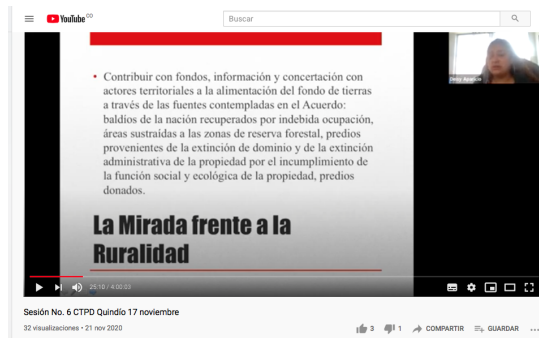 YouTube CO
Buscar
Deisy Aparicio
• Contribuir con fondos, información y concertación con
actores territoriales a la alimentación del fondo de tierras
a través de las fuentes contempladas en el Acuerdo:
baldíos de la nación recuperados por indebida ocupación,
áreas sustraídas a las zonas de reserva forestal, predios
provenientes de la extinción de dominio y de la extinción
administrativa de la propiedad por el incumplimiento de
la función social y ecológica de la propiedad, predios
donados.
La Mirada frente a la
Ruralidad
25:10 / 4:00:03
Sesión No. 6 CTPD Quindío 17 noviembre
32 visualizaciones • 21 nov 2020
3
1
COMPARTIR
GUARDAR